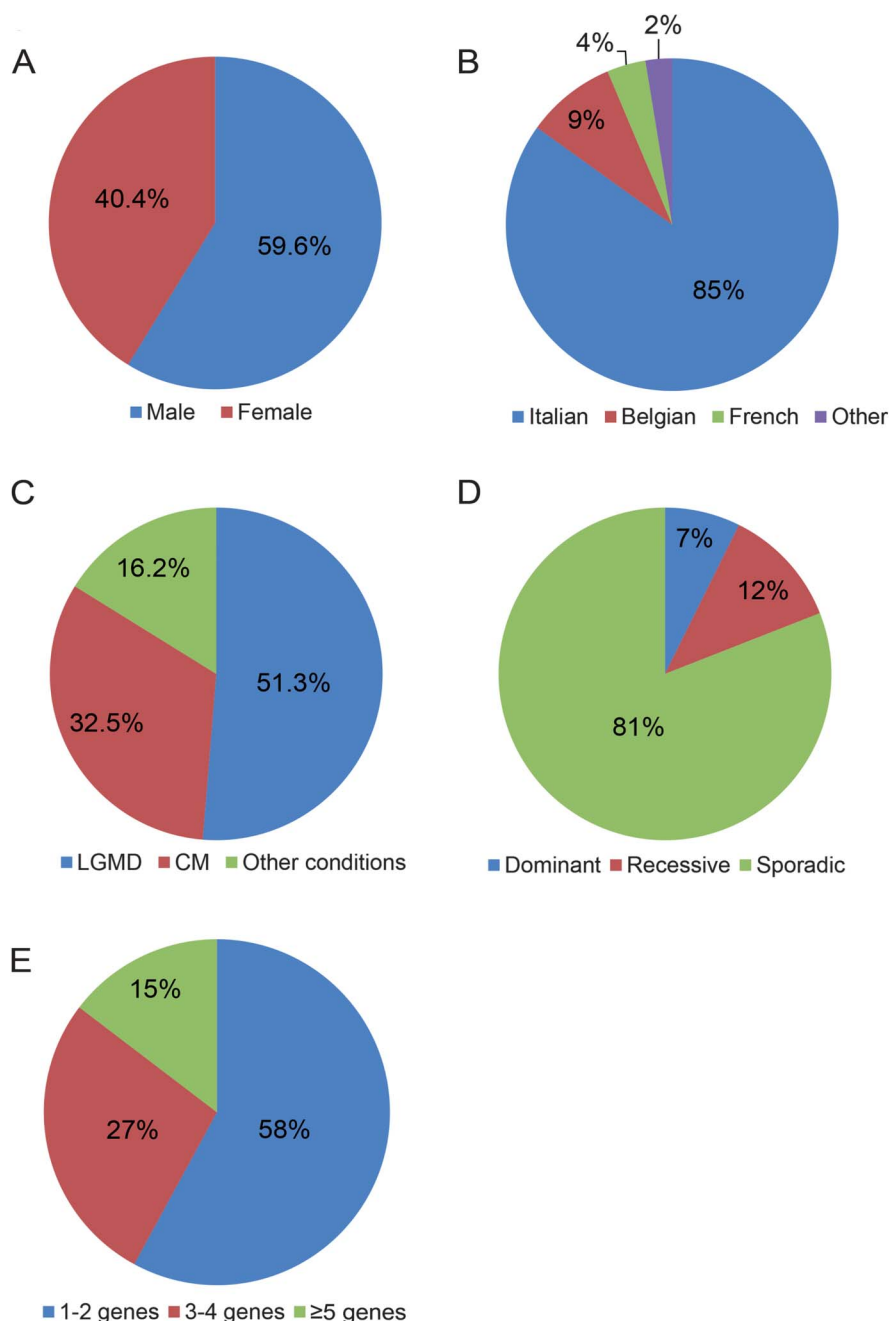 A
40.4%
59.6%
Male Female
B
4%
2%
9%
85%
Italian Belgian French Other
C
16.2%
51.3%
32.5%
LGMD CM Other conditions
D
7%
12%
81%
Dominant Recessive Sporadic
E
15%
27%
58%
1-2 genes 3-4 genes ≥5 genes